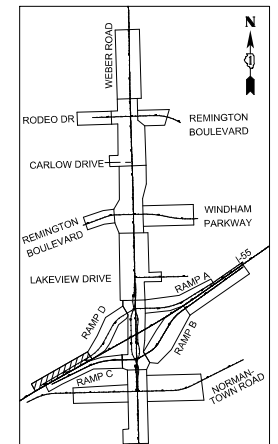 WEBER ROAD
N
RODEO DR
REMINGTON
BOULEVARD
CARLOW DRIVE
REMINGTON
BOULEVARD
WINDHAM
PARKWAY
LAKEVIEW DRIVE
I-55
RAMP A
RAMP D
RAMP B
RAMP C
NORMAN-
TOWN ROAD